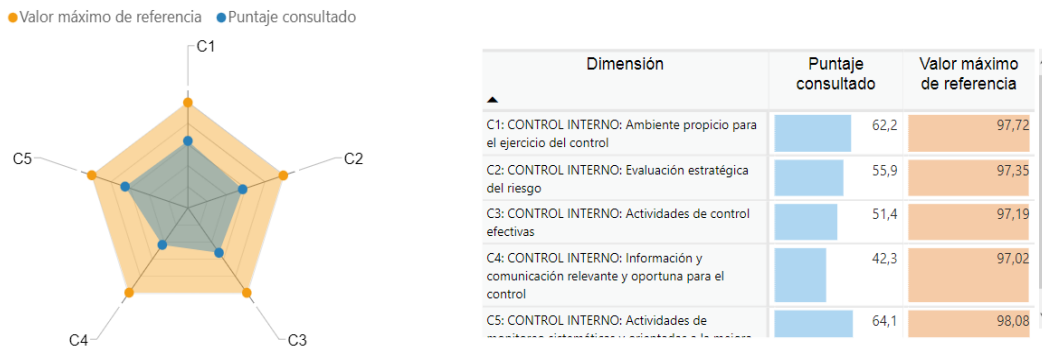 Valor máximo de referencia Puntaje consultado
C1
C5
C2
C4
C3
Dimensión Puntaje consultado Valor máximo de referencia
C1: CONTROL INTERNO: Ambiente propicio para
el ejercicio del control
62,2 97,72
C2: CONTROL INTERNO: Evaluación estratégica
del riesgo
55,9 97,35
C3: CONTROL INTERNO: Actividades de control
efectivas
51,4 97,19
C4: CONTROL INTERNO: Información y
comunicación relevante y oportuna para el
control
42,3 97,02
C5: CONTROL INTERNO: Actividades de
64,1 98,08